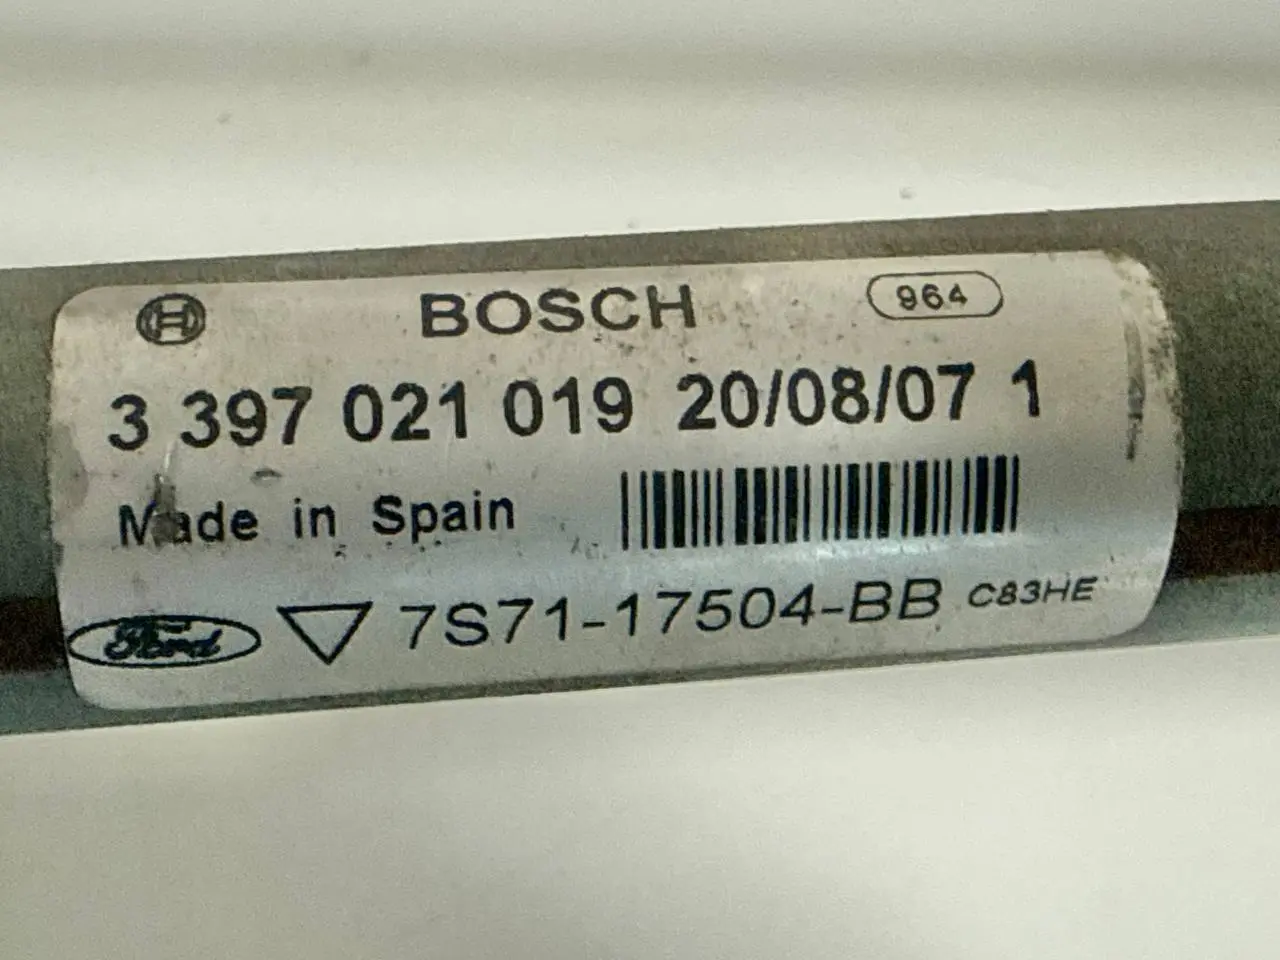 BOSCH 964
3 397 021 019 20/08/07 1
Made in Spain
Ford 7S71-17504-BB C83HE